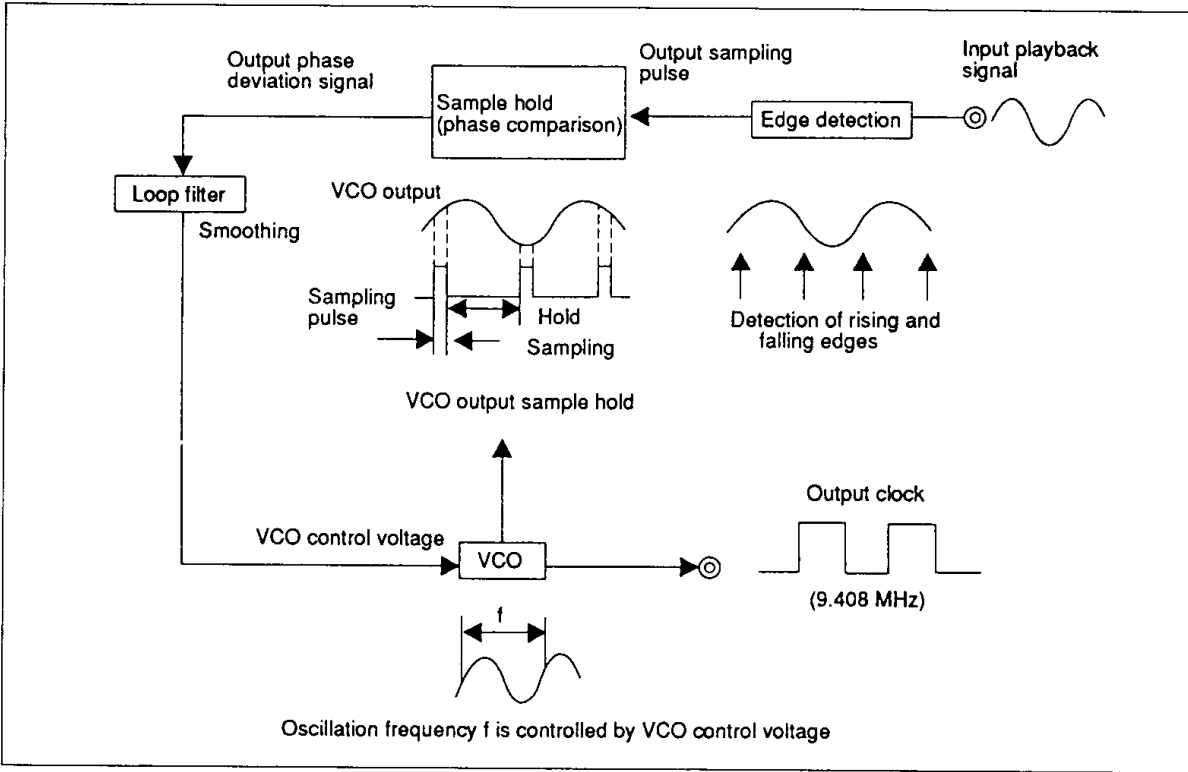 Output phase
deviation signal
Output sampling
pulse
Input playback
signal
Sample hold
(phase comparison)
Edge detection
Loop filter
Smoothing
VCO output
Sampling
pulse
Hold
Sampling
Detection of rising and
falling edges
VCO output sample hold
Output clock
VCO control voltage
VCO
(9.408 MHz)
f
Oscillation frequency f is controlled by VCO control voltage